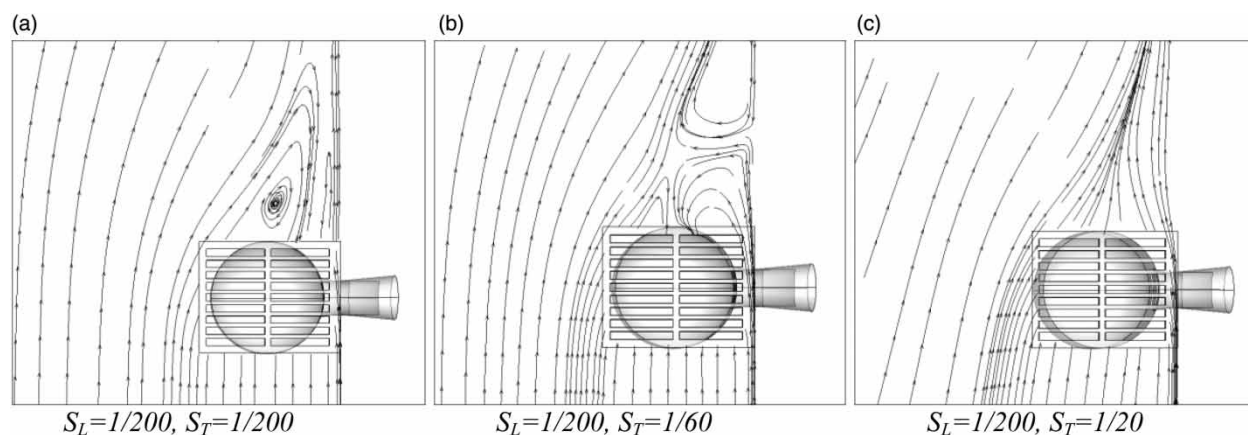 (a)
(b)
(c)
S_L=1/200, S_T=1/200
S_L=1/200, S_T=1/60
S_L=1/200, S_T=1/20